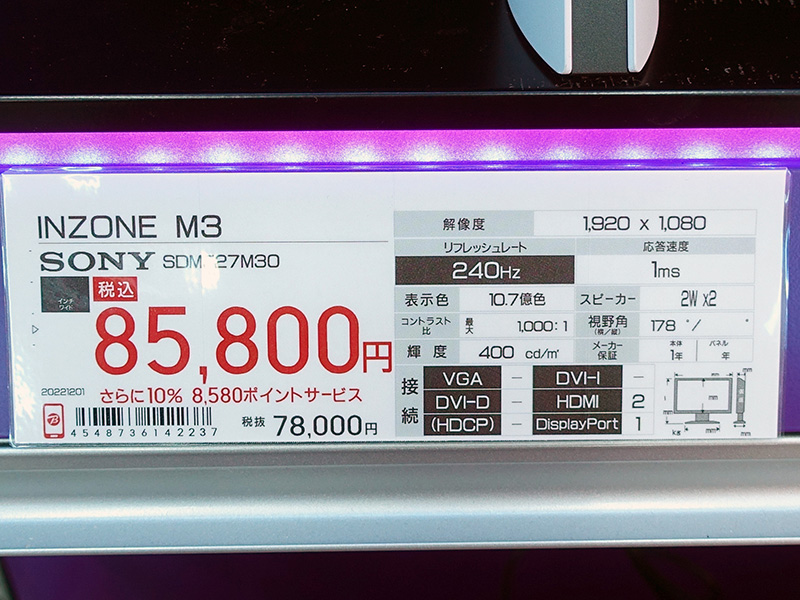 INZONE M3
SONY SDM-27M30
インチ
ワイド
税込
85,800円
20221201
さらに10% 8,580ポイントサービス
4548736142237
税抜 78,000円
解像度 1,920 x 1,080
リフレッシュレート 応答速度
240Hz 1ms
表示色 10.7億色 スピーカー 2W x2
コントラスト比 最大 1,000:1 視野角(横/縦) 178 °/ °
輝度 400 cd/㎡ メーカー保証 本体 1年 パネル 年
接続
VGA － DVI-I －
DVI-D － HDMI 2
(HDCP) － DisplayPort 1
mm mm
mm
kg mm mm